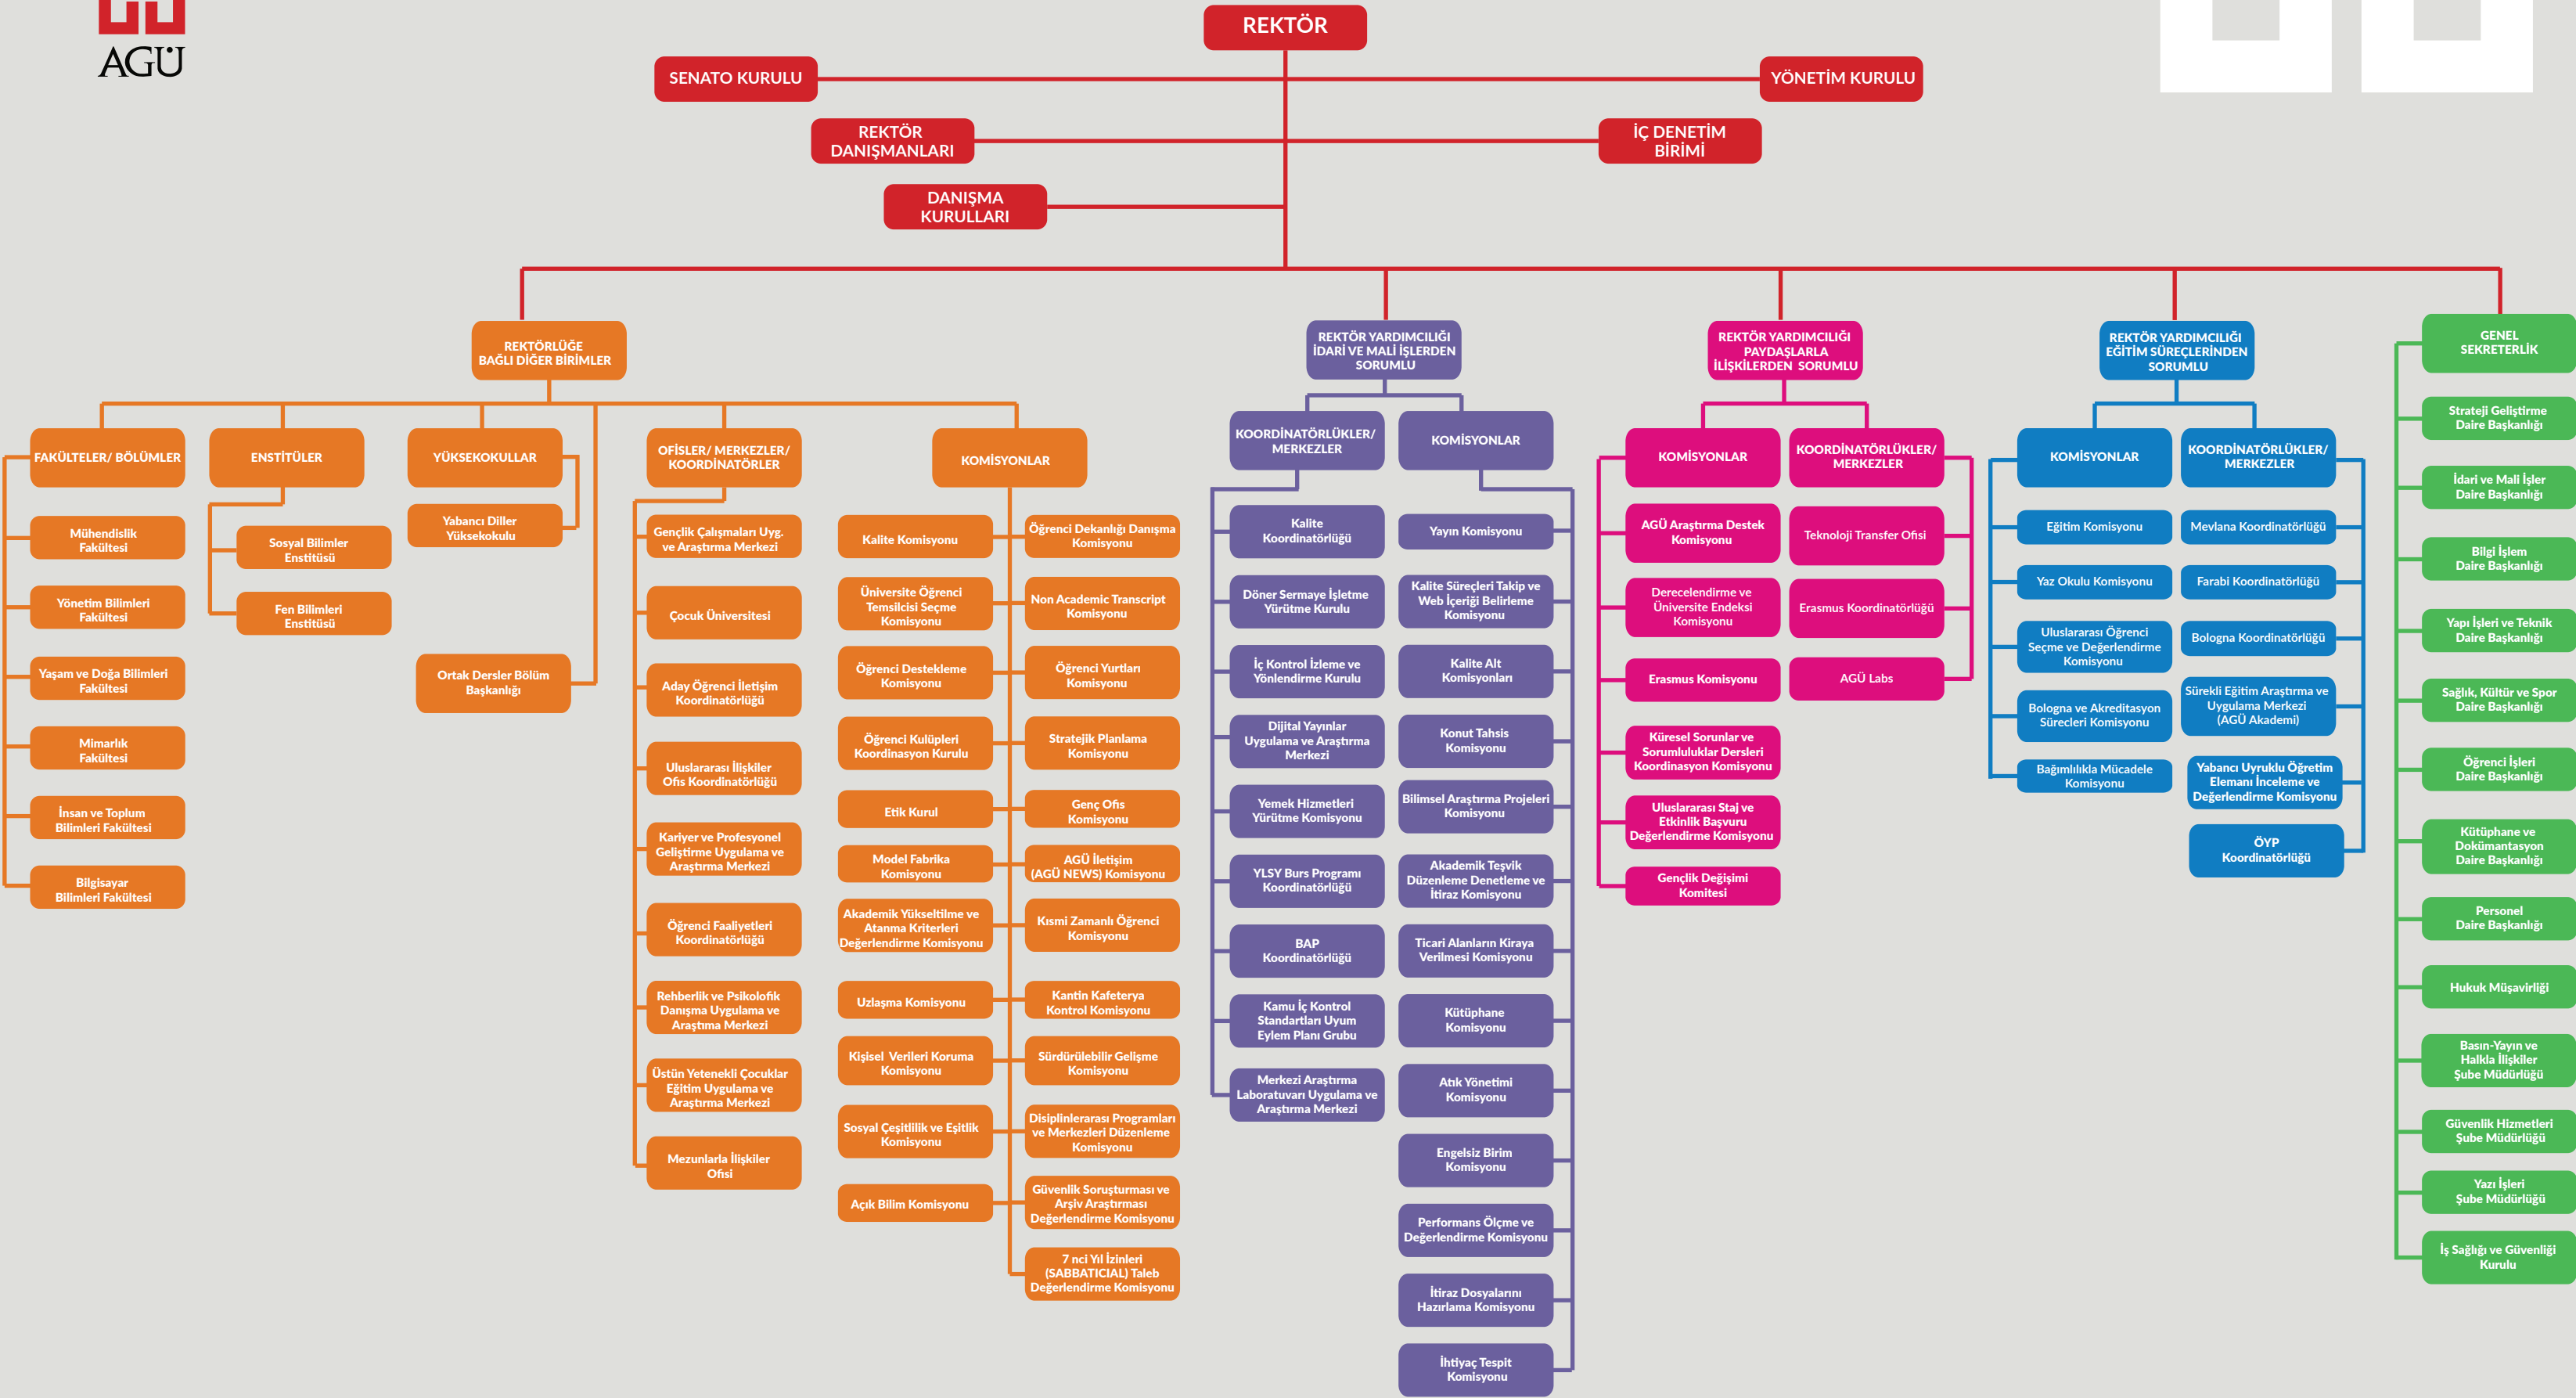 AGÜ
REKTÖR
SENATO KURULU
YÖNETİM KURULU
REKTÖR
DANIŞMANLARI
İÇ DENETİM
BİRİMİ
DANIŞMA
KURULLARI
REKTÖRLÜĞE
BAĞLI DİĞER BİRİMLER
FAKÜLTELER/ BÖLÜMLER
Mühendislik
Fakültesi
Yönetim Bilimleri
Fakültesi
Yaşam ve Doğa Bilimleri
Fakültesi
Mimarlık
Fakültesi
İnsan ve Toplum
Bilimleri Fakültesi
Bilgisayar
Bilimleri Fakültesi
ENSTİTÜLER
Sosyal Bilimler
Enstitüsü
Fen Bilimleri
Enstitüsü
YÜKSEKOKULLAR
Yabancı Diller
Yüksekokulu
Ortak Dersler Bölüm
Başkanlığı
OFİSLER/ MERKEZLER/
KOORDİNATÖRLER
Gençlik Çalışmaları Uyg.
ve Araştırma Merkezi
Çocuk Üniversitesi
Aday Öğrenci İletişim
Koordinatörlüğü
Uluslararası İlişkiler
Ofis Koordinatörlüğü
Kariyer ve Profesyonel
Geliştirme Uygulama ve
Araştırma Merkezi
Öğrenci Faaliyetleri
Koordinatörlüğü
Rehberlik ve Psikolofik
Danışma Uygulama ve
Araştıma Merkezi
Üstün Yetenekli Çocuklar
Eğitim Uygulama ve
Araştırma Merkezi
Mezunlarla İlişkiler
Ofisi
KOMİSYONLAR
Kalite Komisyonu
Üniversite Öğrenci
Temsilcisi Seçme
Komisyonu
Öğrenci Destekleme
Komisyonu
Öğrenci Kulüpleri
Koordinasyon Kurulu
Etik Kurul
Model Fabrika
Komisyonu
Akademik Yükseltilme ve
Atanma Kriterleri
Değerlendirme Komisyonu
Uzlaşma Komisyonu
Kişisel  Verileri Koruma
Komisyonu
Sosyal Çeşitlilik ve Eşitlik
Komisyonu
Açık Bilim Komisyonu
Öğrenci Dekanlığı Danışma
Komisyonu
Non Academic Transcript
Komisyonu
Öğrenci Yurtları
Komisyonu
Stratejik Planlama
Komisyonu
Genç Ofis
Komisyonu
AGÜ İletişim
(AGÜ NEWS) Komisyonu
Kısmi Zamanlı Öğrenci
Komisyonu
Kantin Kafeterya
Kontrol Komisyonu
Sürdürülebilir Gelişme
Komisyonu
Disiplinlerarası Programları
ve Merkezleri Düzenleme
Komisyonu
Güvenlik Soruşturması ve
Arşiv Araştırması
Değerlendirme Komisyonu
7 nci Yıl İzinleri
(SABBATICIAL) Taleb
Değerlendirme Komisyonu
REKTÖR YARDIMCILIĞI
İDARİ VE MALİ İŞLERDEN
SORUMLU
KOORDİNATÖRLÜKLER/
MERKEZLER
Kalite
Koordinatörlüğü
Döner Sermaye İşletme
Yürütme Kurulu
İç Kontrol İzleme ve
Yönlendirme Kurulu
Dijital Yayınlar
Uygulama ve Araştırma
Merkezi
Yemek Hizmetleri
Yürütme Komisyonu
YLSY Burs Programı
Koordinatörlüğü
BAP
Koordinatörlüğü
Kamu İç Kontrol
Standartları Uyum
Eylem Planı Grubu
Merkezi Araştırma
Laboratuvarı Uygulama ve
Araştırma Merkezi
KOMİSYONLAR
Yayın Komisyonu
Kalite Süreçleri Takip ve
Web İçeriği Belirleme
Komisyonu
Kalite Alt
Komisyonları
Konut Tahsis
Komisyonu
Bilimsel Araştırma Projeleri
Komisyonu
Akademik Teşvik
Düzenleme Denetleme ve
İtiraz Komisyonu
Ticari Alanların Kiraya
Verilmesi Komisyonu
Kütüphane
Komisyonu
Atık Yönetimi
Komisyonu
Engelsiz Birim
Komisyonu
Performans Ölçme ve
Değerlendirme Komisyonu
İtiraz Dosyalarını
Hazırlama Komisyonu
İhtiyaç Tespit
Komisyonu
REKTÖR YARDIMCILIĞI
PAYDAŞLARLA
İLİŞKİLERDEN  SORUMLU
KOMİSYONLAR
AGÜ Araştırma Destek
Komisyonu
Derecelendirme ve
Üniversite Endeksi
Komisyonu
Erasmus Komisyonu
Küresel Sorunlar ve
Sorumluluklar Dersleri
Koordinasyon Komisyonu
Uluslararası Staj ve
Etkinlik Başvuru
Değerlendirme Komisyonu
Gençlik Değişimi
Komitesi
KOORDİNATÖRLÜKLER/
MERKEZLER
Teknoloji Transfer Ofisi
Erasmus Koordinatörlüğü
AGÜ Labs
REKTÖR YARDIMCILIĞI
EĞİTİM SÜREÇLERİNDEN
SORUMLU
KOMİSYONLAR
Eğitim Komisyonu
Yaz Okulu Komisyonu
Uluslararası Öğrenci
Seçme ve Değerlendirme
Komisyonu
Bologna ve Akreditasyon
Sürecleri Komisyonu
Bağımlılıkla Mücadele
Komisyonu
KOORDİNATÖRLÜKLER/
MERKEZLER
Mevlana Koordinatörlüğü
Farabi Koordinatörlüğü
Bologna Koordinatörlüğü
Sürekli Eğitim Araştırma ve
Uygulama Merkezi
(AGÜ Akademi)
Yabancı Uyruklu Öğretim
Elemanı İnceleme ve
Değerlendirme Komisyonu
ÖYP
Koordinatörlüğü
GENEL
SEKRETERLİK
Strateji Geliştirme
Daire Başkanlığı
İdari ve Mali İşler
Daire Başkanlığı
Bilgi İşlem
Daire Başkanlığı
Yapı İşleri ve Teknik
Daire Başkanlığı
Sağlık, Kültür ve Spor
Daire Başkanlığı
Öğrenci İşleri
Daire Başkanlığı
Kütüphane ve
Dokümantasyon
Daire Başkanlığı
Personel
Daire Başkanlığı
Hukuk Müşavirliği
Basın-Yayın ve
Halkla İlişkiler
Şube Müdürlüğü
Güvenlik Hizmetleri
Şube Müdürlüğü
Yazı İşleri
Şube Müdürlüğü
İş Sağlığı ve Güvenliği
Kurulu